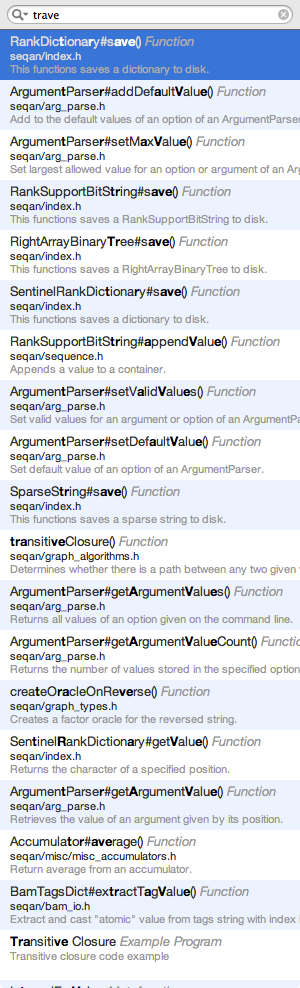 trave
RankDictionary#save() Function
seqan/index.h
This functions saves a dictionary to disk.
ArgumentParser#addDefaultValue() Function
seqan/arg_parse.h
Add to the default values of an option of an ArgumentParser
ArgumentParser#setMaxValue() Function
seqan/arg_parse.h
Set largest allowed value for an option or argument of an Ar
RankSupportBitString#save() Function
seqan/index.h
This functions saves a RankSupportBitString to disk.
RightArrayBinaryTree#save() Function
seqan/index.h
This functions saves a RightArrayBinaryTree to disk.
SentinelRankDictionary#save() Function
seqan/index.h
This functions saves a dictionary to disk.
RankSupportBitString#appendValue() Function
seqan/sequence.h
Appends a value to a container.
ArgumentParser#setValidValues() Function
seqan/arg_parse.h
Set valid values for an argument or option of an ArgumentPa
ArgumentParser#setDefaultValue() Function
seqan/arg_parse.h
Set default value of an option of an ArgumentParser.
SparseString#save() Function
seqan/index.h
This functions saves a sparse string to disk.
transitiveClosure() Function
seqan/graph_algorithms.h
Determines whether there is a path between any two given
ArgumentParser#getArgumentValues() Function
seqan/arg_parse.h
Returns all values of an option given on the command line.
ArgumentParser#getArgumentValueCount() Functio
seqan/arg_parse.h
Returns the number of values stored in the specified option
createOracleOnReverse() Function
seqan/graph_types.h
Creates a factor oracle for the reversed string.
SentinelRankDictionary#getValue() Function
seqan/index.h
Returns the character of a specified position.
ArgumentParser#getArgumentValue() Function
seqan/arg_parse.h
Retrieves the value of an argument given by its position.
Accumulator#average() Function
seqan/misc/misc_accumulators.h
Return average from an accumulator.
BamTagsDict#extractTagValue() Function
seqan/bam_io.h
Extract and cast "atomic" value from tags string with index
Transitive Closure Example Program
Transitive closure code example